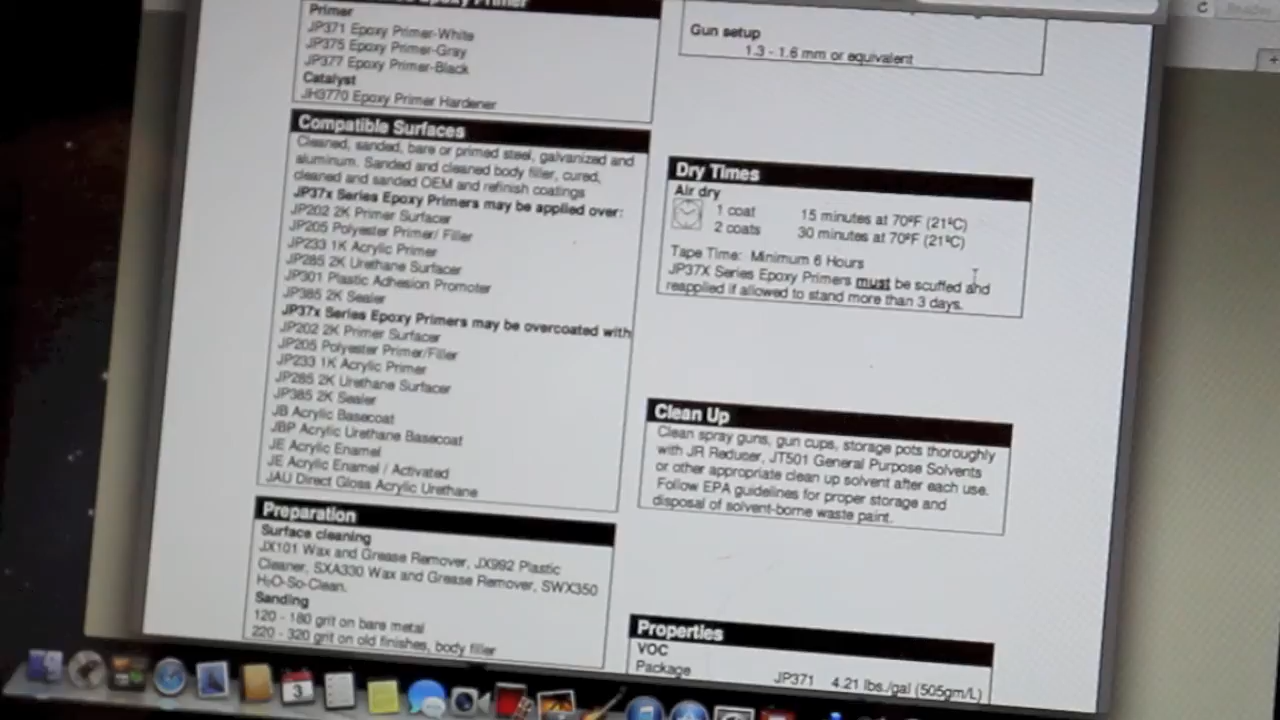 Epoxy Primer
Primer
JP371 Epoxy Primer-White
JP375 Epoxy Primer-Gray
JP377 Epoxy Primer-Black
Catalyst
JH3770 Epoxy Primer Hardener
Compatible Surfaces
Cleaned, sanded, bare or primed steel, galvanized and
aluminum. Sanded and cleaned body filler, cured,
cleaned and sanded OEM and refinish coatings
JP37x Series Epoxy Primers may be applied over:
JP202 2K Primer Surfacer
JP205 Polyester Primer/ Filler
JP233 1K Acrylic Primer
JP285 2K Urethane Surfacer
JP301 Plastic Adhesion Promoter
JP385 2K Sealer
JP37x Series Epoxy Primers may be overcoated with
JP202 2K Primer Surfacer
JP205 Polyester Primer/Filler
JP233 1K Acrylic Primer
JP285 2K Urethane Surfacer
JP385 2K Sealer
JB Acrylic Basecoat
JBP Acrylic Urethane Basecoat
JE Acrylic Enamel
JE Acrylic Enamel / Activated
JAU Direct Gloss Acrylic Urethane
Preparation
Surface cleaning
JX101 Wax and Grease Remover, JX992 Plastic
Cleaner, SXA330 Wax and Grease Remover, SWX350
H₂O-So-Clean.
Sanding
120 - 180 grit on bare metal
220 - 320 grit on old finishes, body filler
Gun setup
1.3 - 1.6 mm or equivalent
Dry Times
Air dry
1 coat 15 minutes at 70ºF (21ºC)
2 coats 30 minutes at 70ºF (21ºC)
Tape Time: Minimum 6 Hours
JP37X Series Epoxy Primers must be scuffed and
reapplied if allowed to stand more than 3 days.
Clean Up
Clean spray guns, gun cups, storage pots thoroughly
with JR Reducer, JT501 General Purpose Solvents
or other appropriate clean up solvent after each use.
Follow EPA guidelines for proper storage and
disposal of solvent-borne waste paint.
Properties
VOC
Package JP371 4.21 lbs./gal (505gm/L)
Reader
3